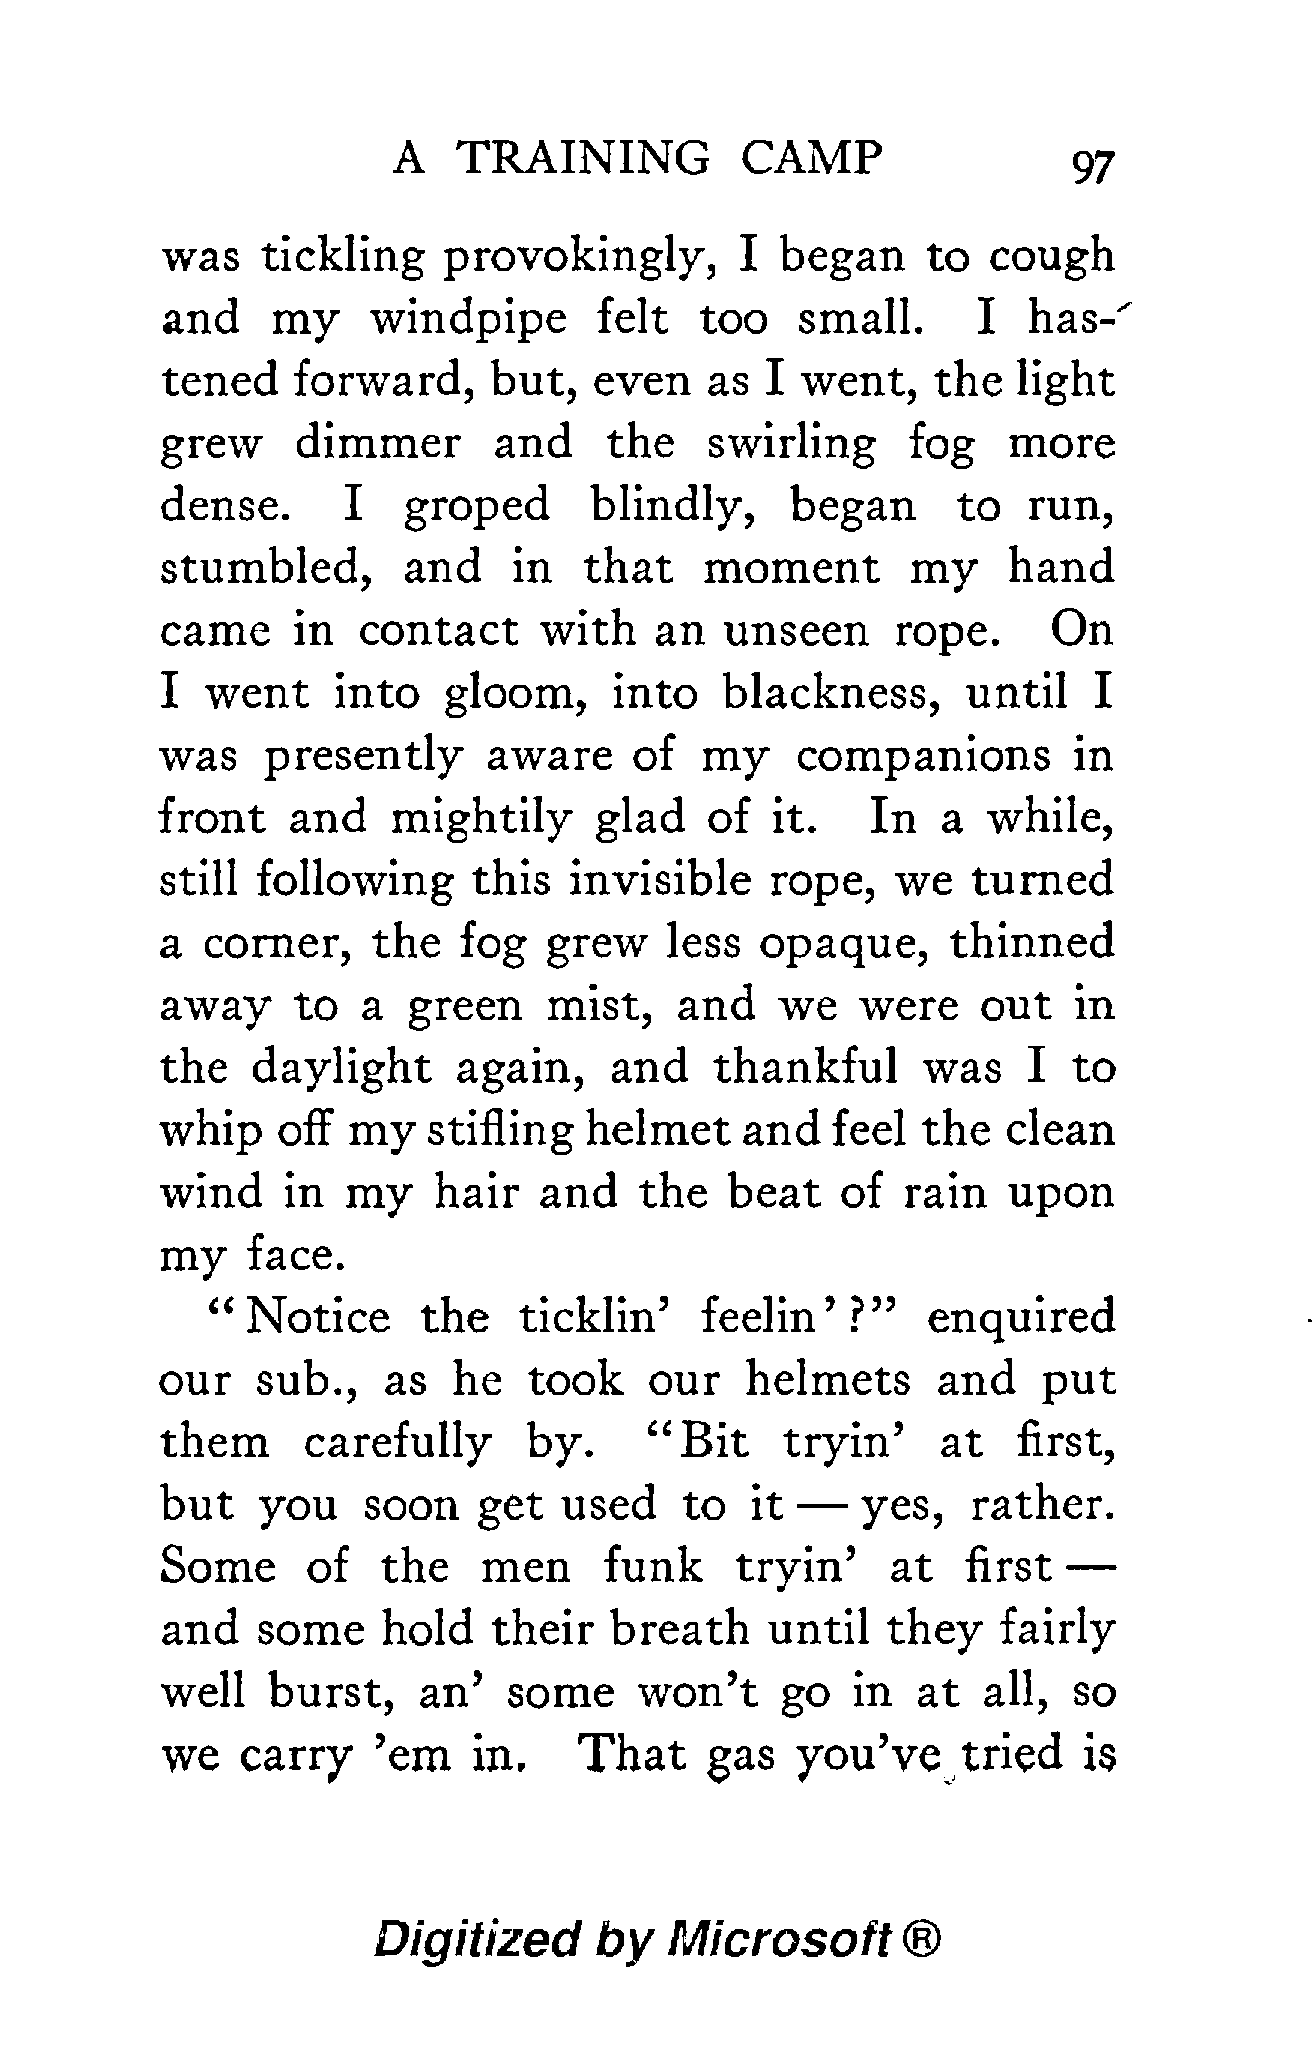 A TRAINING CAMP 97
was tickling provokingly, I began to cough
and my windpipe felt too small. I has-
tened forward, but, even as I went, the light
grew dimmer and the swirling fog more
dense. I groped blindly, began to run,
stumbled, and in that moment my hand
came in contact with an unseen rope. On
I went into gloom, into blackness, until I
was presently aware of my companions in
front and mightily glad of it. In a while,
still following this invisible rope, we turned
a corner, the fog grew less opaque, thinned
away to a green mist, and we were out in
the daylight again, and thankful was I to
whip off my stifling helmet and feel the clean
wind in my hair and the beat of rain upon
my face.
“Notice the ticklin’ feelin’?” enquired
our sub., as he took our helmets and put
them carefully by. “Bit tryin’ at first,
but you soon get used to it — yes, rather.
Some of the men funk tryin’ at first —
and some hold their breath until they fairly
well burst, an’ some won’t go in at all, so
we carry ’em in. That gas you’ve tried is
Digitized by Microsoft ®